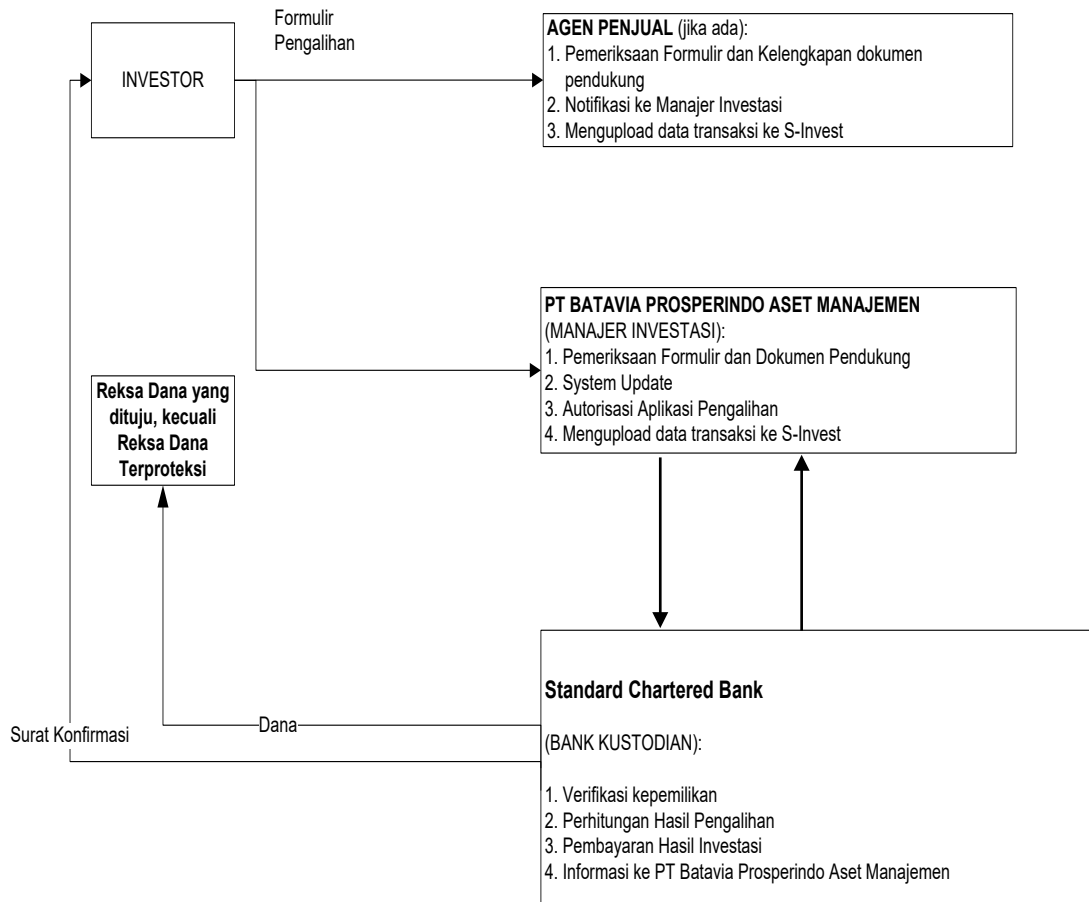 Formulir
Pengalihan
INVESTOR
AGEN PENJUAL (jika ada):
1. Pemeriksaan Formulir dan Kelengkapan dokumen
pendukung
2. Notifikasi ke Manajer Investasi
3. Mengupload data transaksi ke S-Invest
PT BATAVIA PROSPERINDO ASET MANAJEMEN
(MANAJER INVESTASI):
1. Pemeriksaan Formulir dan Dokumen Pendukung
2. System Update
3. Autorisasi Aplikasi Pengalihan
4. Mengupload data transaksi ke S-Invest
Reksa Dana yang
dituju, kecuali
Reksa Dana
Terproteksi
Surat Konfirmasi
Dana
Standard Chartered Bank
(BANK KUSTODIAN):
1. Verifikasi kepemilikan
2. Perhitungan Hasil Pengalihan
3. Pembayaran Hasil Investasi
4. Informasi ke PT Batavia Prosperindo Aset Manajemen